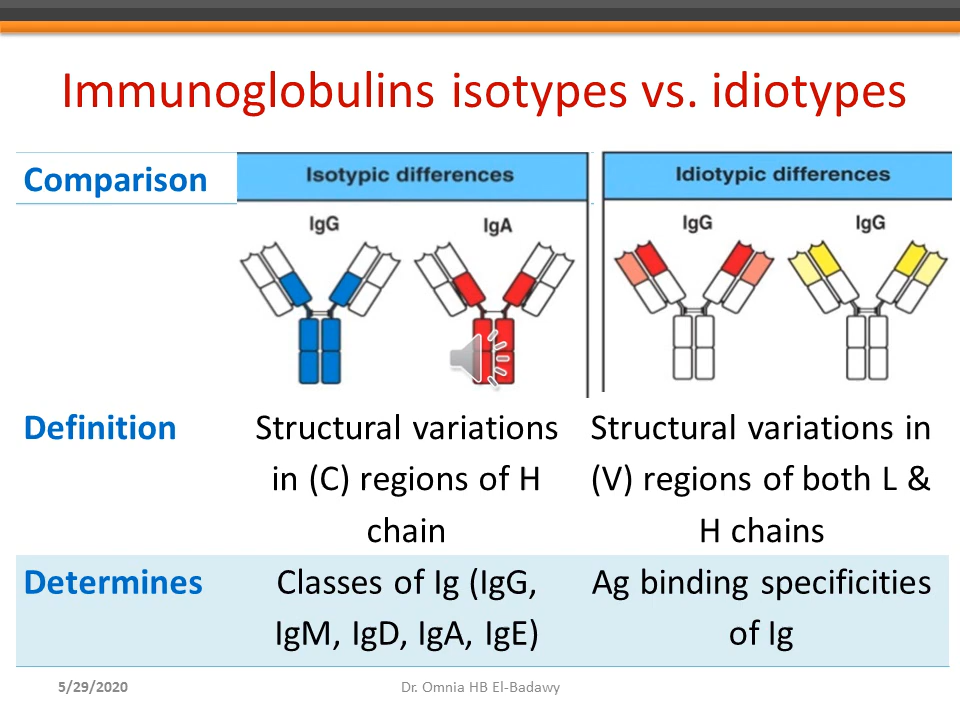 Immunoglobulins isotypes vs. idiotypes
Comparison
Isotypic differences
Idiotypic differences
IgG
IgA
IgG
IgG
Definition
Structural variations
in (C) regions of H
chain
Structural variations in
(V) regions of both L &
H chains
Determines
Classes of Ig (IgG,
IgM, IgD, IgA, IgE)
Ag binding specificities
of Ig
5/29/2020
Dr. Omnia HB El-Badawy